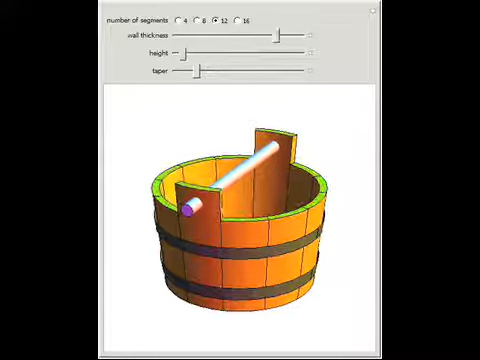 number of segments 4 8 12 16
wall thickness
height
taper